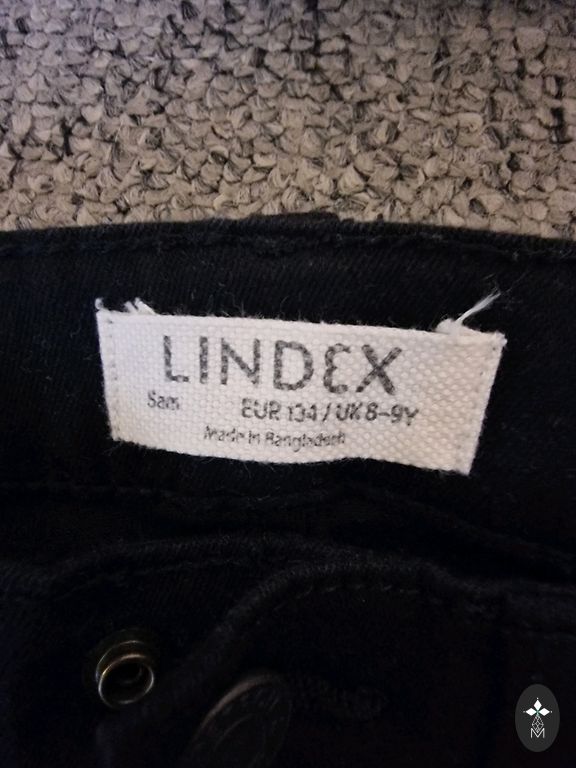 LINDEX
Sam EUR 134 / UK 8-9Y
Made in Bangladesh